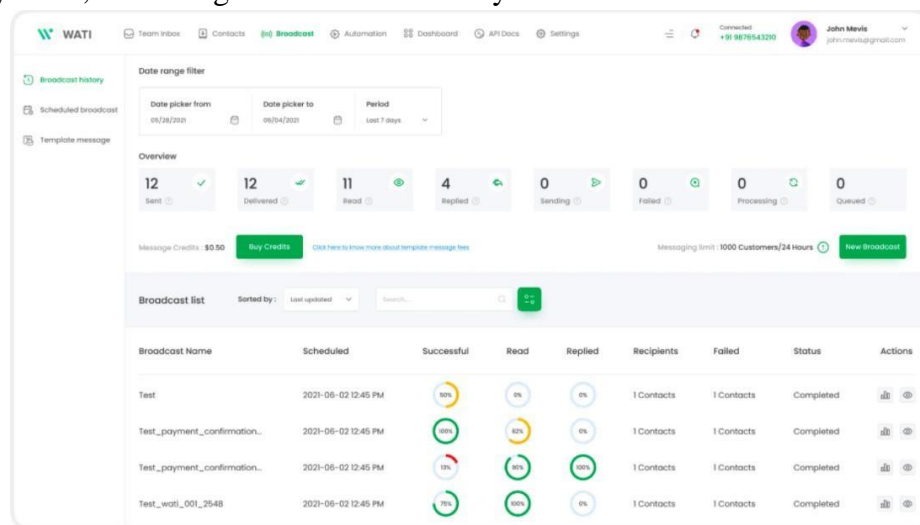 WATI Team Inbox Contacts Broadcast Automation Dashboard API Docs Settings Connected +91 9876543210 John Mevis john.mevis@gmail.com
Broadcast history
Scheduled broadcast
Template message
Date range filter
Date picker from Date picker to Period
09/28/2021 09/04/2021 Last 7 days
Overview
12 12 11 4 0 0 0 0
Sent Delivered Read Replied Sending Failed Processing Queued
Message Credits : $0.50 Buy Credits Click here to know more about template message fees Messaging limit : 1000 Customers/24 Hours New Broadcast
Broadcast list Sorted by : Last updated Search...
Broadcast Name Scheduled Successful Read Replied Recipients Failed Status Actions
Test 2021-06-02 12:45 PM 50% 0% 0% 1 Contacts 1 Contacts Completed
Test_payment_confirmation... 2021-06-02 12:45 PM 100% 62% 0% 1 Contacts 1 Contacts Completed
Test_payment_confirmation... 2021-06-02 12:45 PM 13% 100% 1 Contacts 1 Contacts Completed
Test_wati_001_2548 2021-06-02 12:45 PM 75% 100% 0% 1 Contacts 1 Contacts Completed